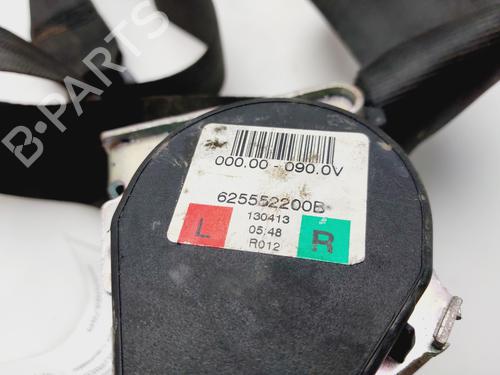 B-PARTS
000.00 - 090.0V
625552200B
130413
L 05:48 R
R012